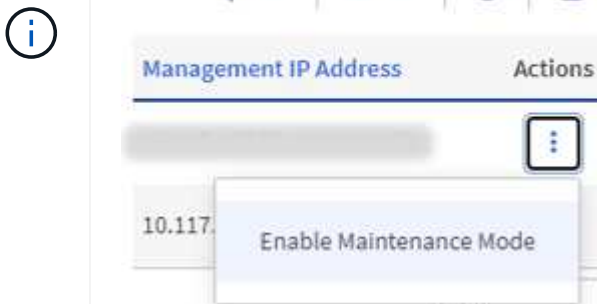 Management IP Address Actions
10.117.
Enable Maintenance Mode